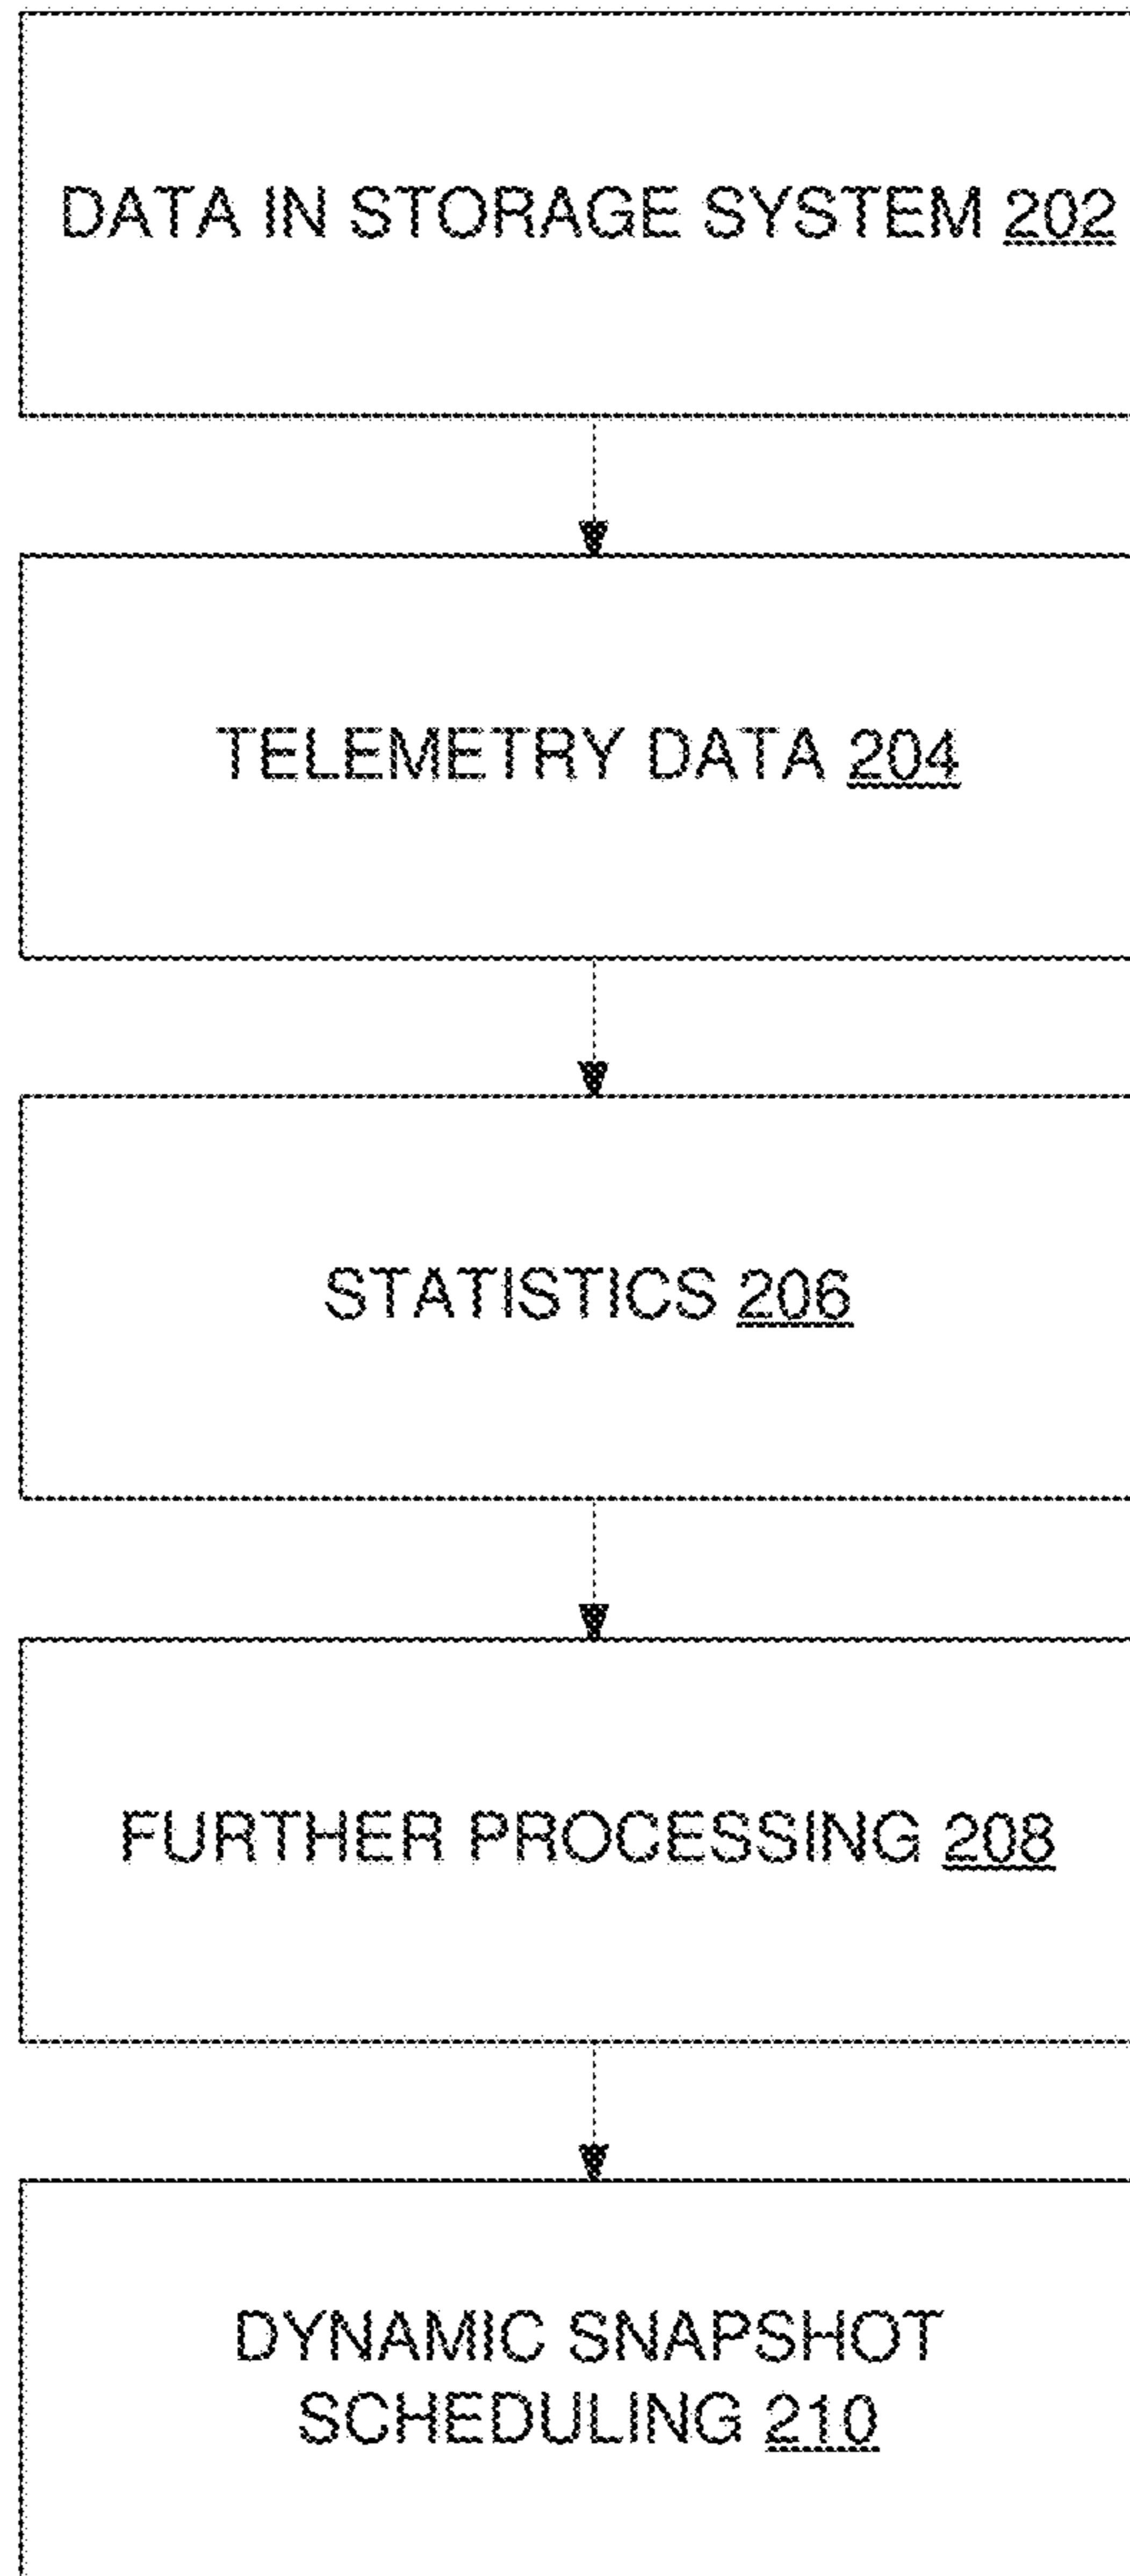 DATA IN STORAGE SYSTEM 202
TELEMETRY DATA 204
STATISTICS 206
FURTHER PROCESSING 208
DYNAMIC SNAPSHOT
SCHEDULING 210